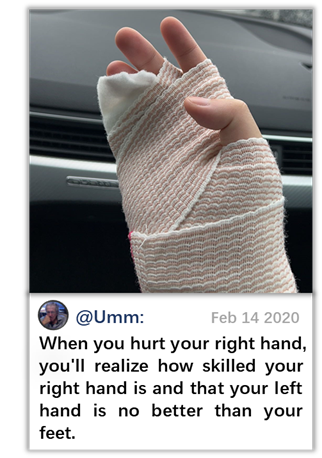 @Umm: Feb 14 2020
When you hurt your right hand,
you'll realize how skilled your
right hand is and that your left
hand is no better than your
feet.